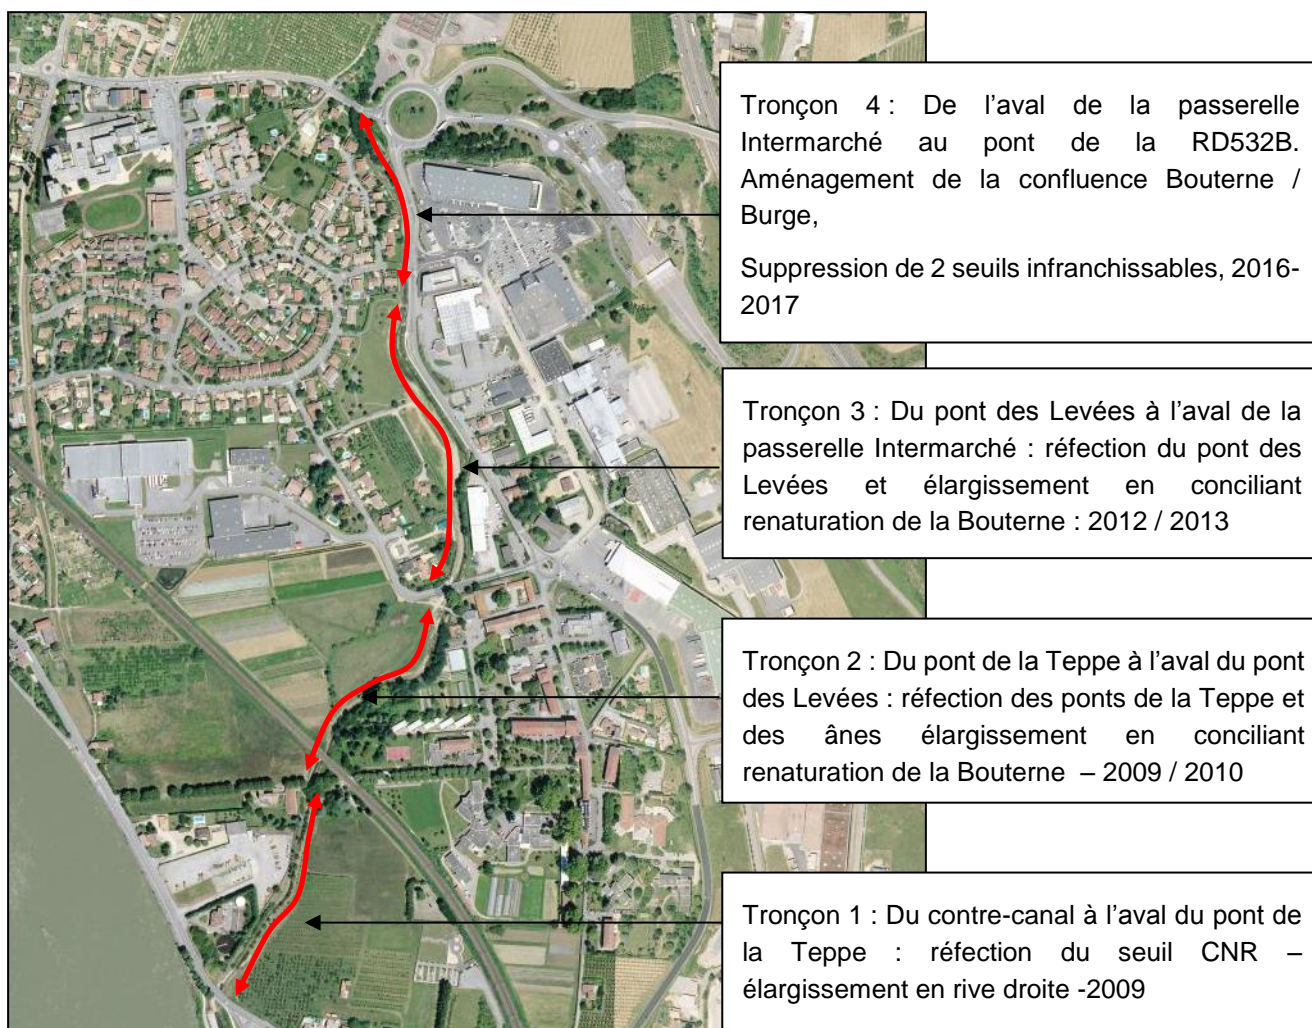 Tronçon 4 : De l’aval de la passerelle
Intermarché au pont de la RD532B.
Aménagement de la confluence Bouterne /
Burge,
Suppression de 2 seuils infranchissables, 2016-
2017
Tronçon 3 : Du pont des Levées à l’aval de la
passerelle Intermarché : réfection du pont des
Levées et élargissement en conciliant
renaturation de la Bouterne : 2012 / 2013
Tronçon 2 : Du pont de la Teppe à l’aval du pont
des Levées : réfection des ponts de la Teppe et
des ânes élargissement en conciliant
renaturation de la Bouterne – 2009 / 2010
Tronçon 1 : Du contre-canal à l’aval du pont de
la Teppe : réfection du seuil CNR –
élargissement en rive droite -2009